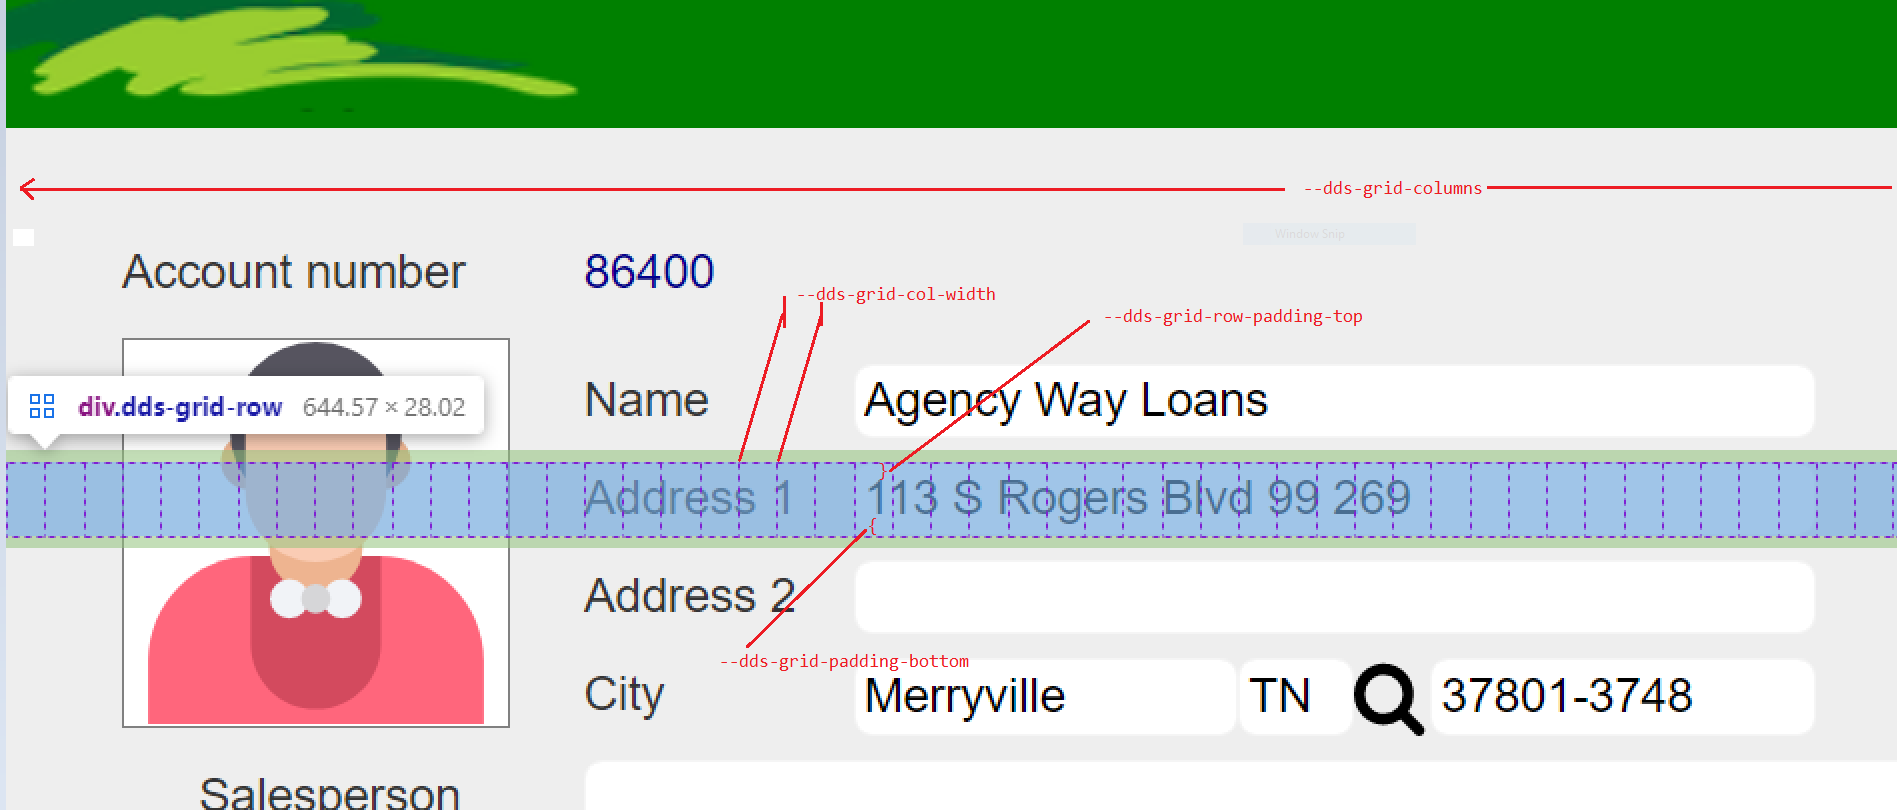 --dds-grid-columns
Window Snip
Account number 86400
--dds-grid-col-width
--dds-grid-row-padding-top
Name Agency Way Loans
div.dds-grid-row 644.57 × 28.02
Address 1 113 S Rogers Blvd 99 269
}
{
Address 2
--dds-grid-padding-bottom
City Merryville TN 37801-3748
Salesperson